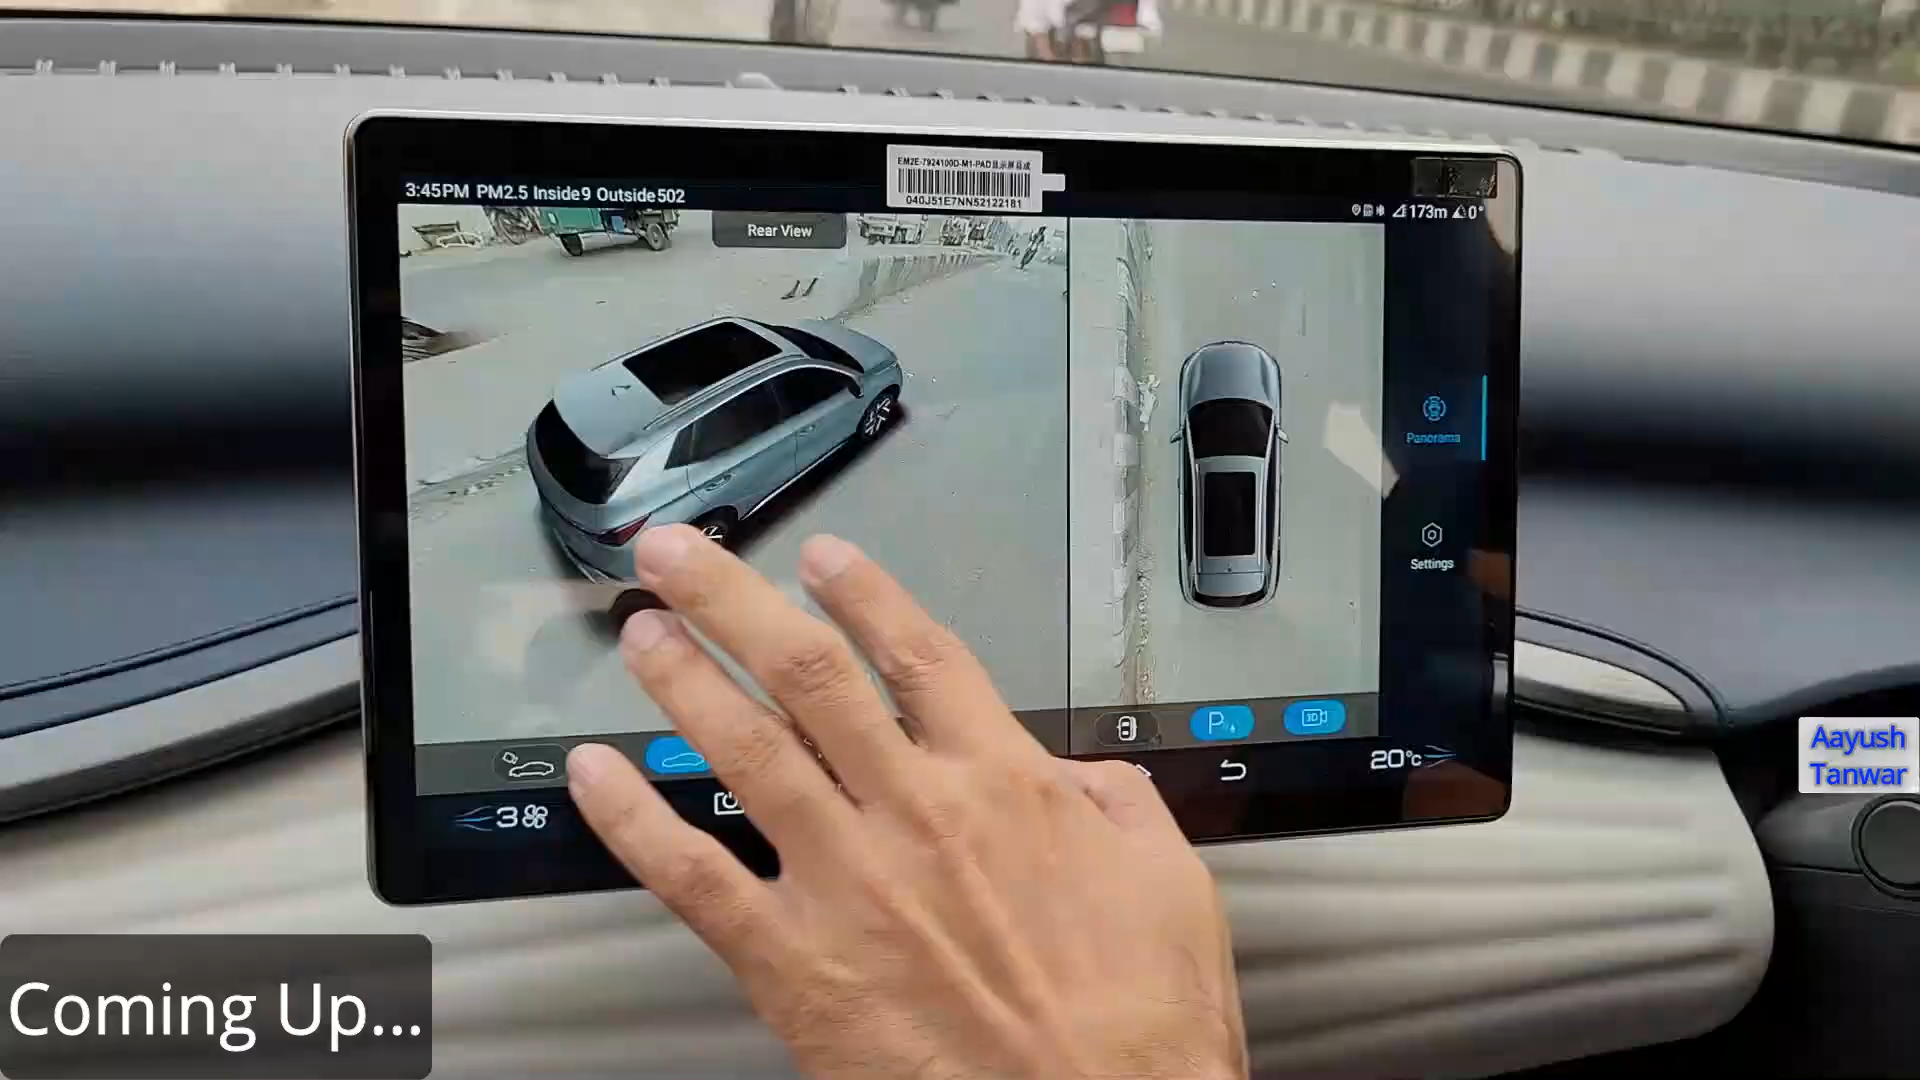 EM2E-7924100D-M1-PAD显示屏总成
040J51E7NN52122181
3:45PM PM2.5 Inside9 Outside502
173m 0°
Rear View
Panorama
Settings
P
3D
20°c
3
Aayush
Tanwar
Coming Up...